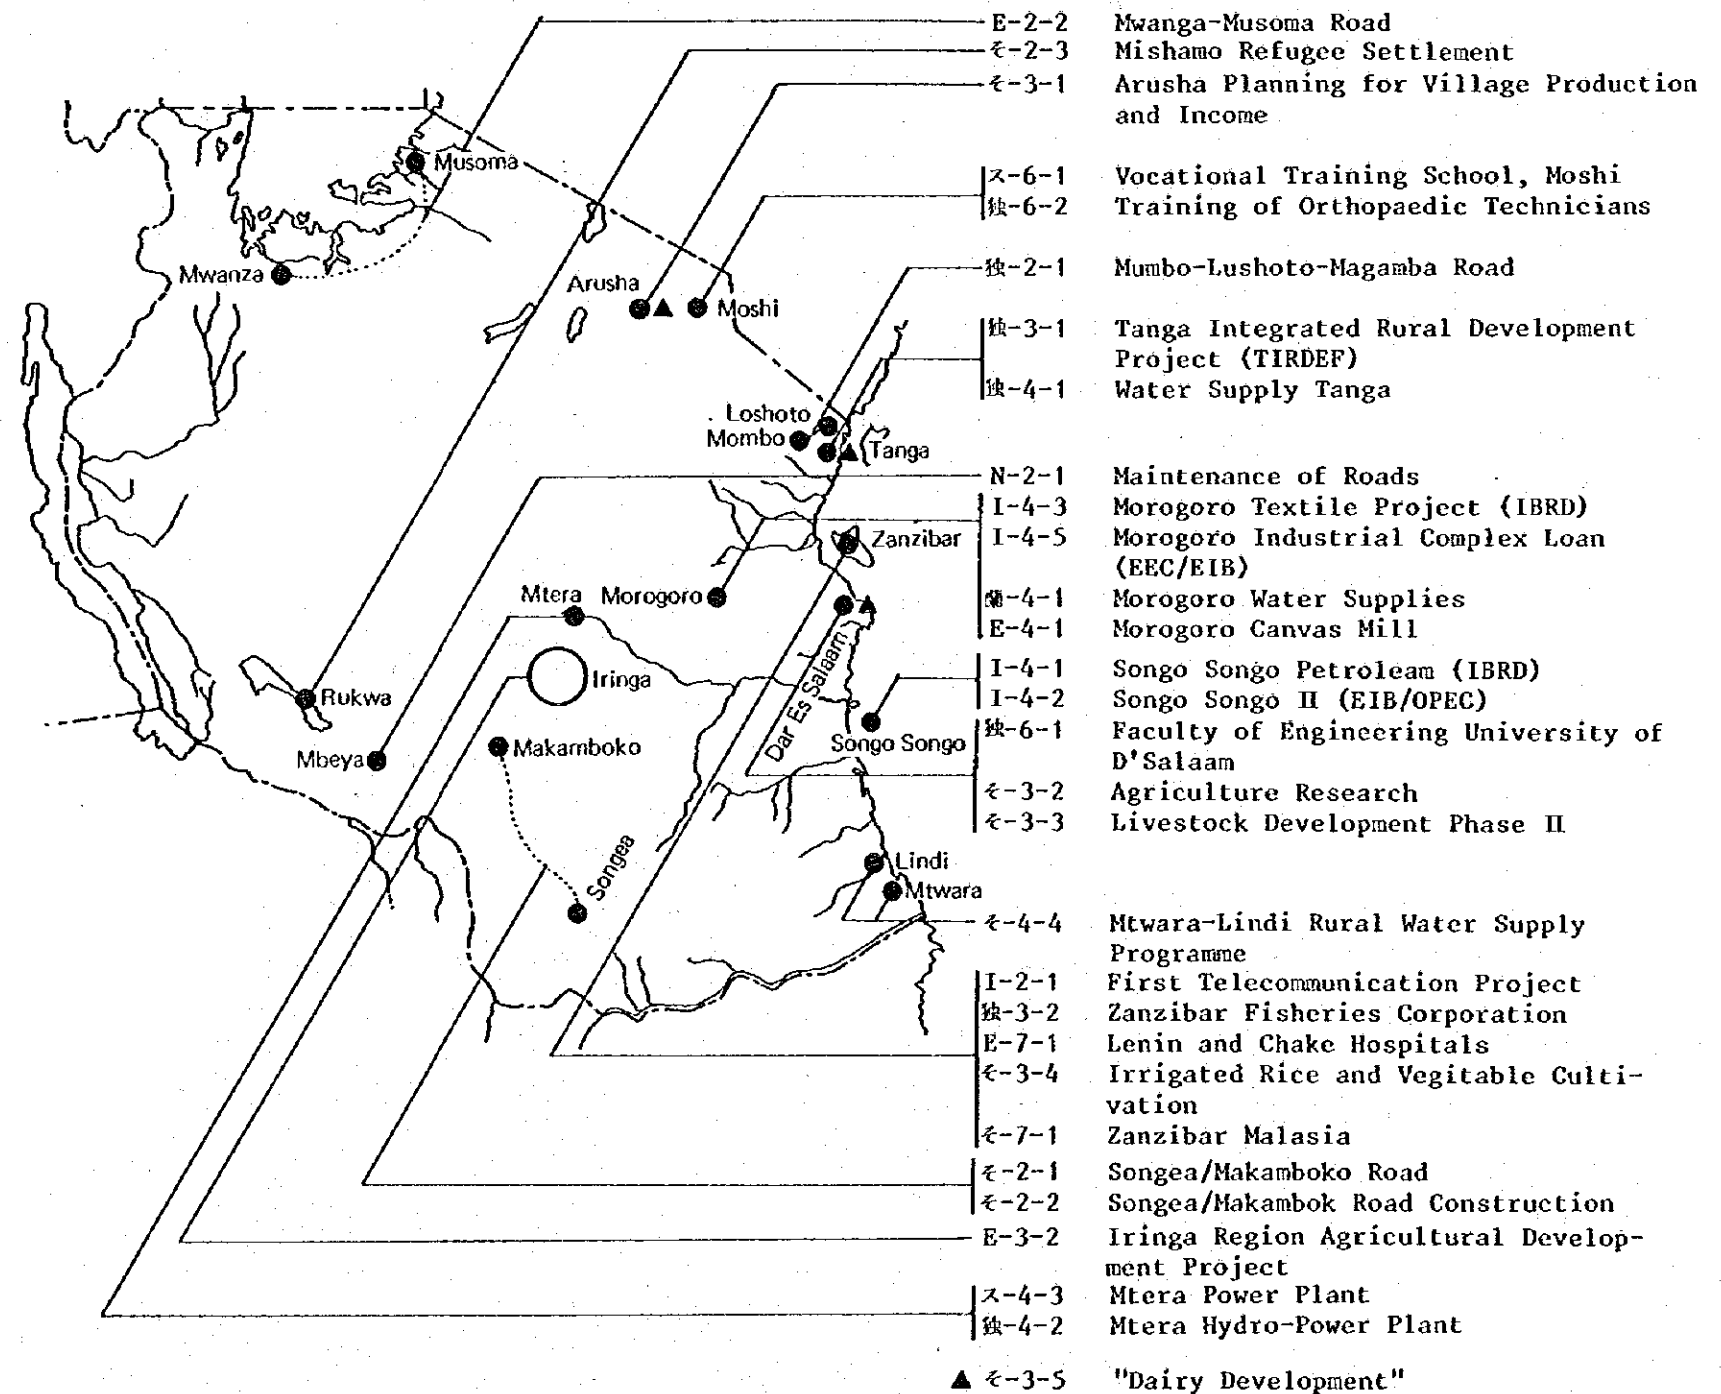 E-2-2 Mwanga-Musoma Road
そ-2-3 Mishamo Refugee Settlement
そ-3-1 Arusha Planning for Village Production
and Income
ス-6-1 Vocational Training School, Moshi
独-6-2 Training of Orthopaedic Technicians
独-2-1 Mumbo-Lushoto-Magamba Road
独-3-1 Tanga Integrated Rural Development
Project (TIRDEF)
独-4-1 Water Supply Tanga
N-2-1 Maintenance of Roads
I-4-3 Morogoro Textile Project (IBRD)
I-4-5 Morogoro Industrial Complex Loan
(EEC/EIB)
蘭-4-1 Morogoro Water Supplies
E-4-1 Morogoro Canvas Mill
I-4-1 Songo Songo Petroleam (IBRD)
I-4-2 Songo Songo II (EIB/OPEC)
独-6-1 Faculty of Engineering University of
D'Salaam
そ-3-2 Agriculture Research
そ-3-3 Livestock Development Phase II
そ-4-4 Mtwara-Lindi Rural Water Supply
Programme
I-2-1 First Telecommunication Project
独-3-2 Zanzibar Fisheries Corporation
E-7-1 Lenin and Chake Hospitals
そ-3-4 Irrigated Rice and Vegitable Culti-
vation
そ-7-1 Zanzibar Malasia
そ-2-1 Songea/Makamboko Road
そ-2-2 Songea/Makambok Road Construction
E-3-2 Iringa Region Agricultural Develop-
ment Project
ス-4-3 Mtera Power Plant
独-4-2 Mtera Hydro-Power Plant
▲ そ-3-5 "Dairy Development"
Musoma
Mwanza
Arusha
Moshi
Loshoto
Mombo
Tanga
Zanzibar
Mtera
Morogoro
Dar Es Salaam
Iringa
Rukwa
Makamboko
Mbeya
Songo Songo
Songea
Lindi
Mtwara